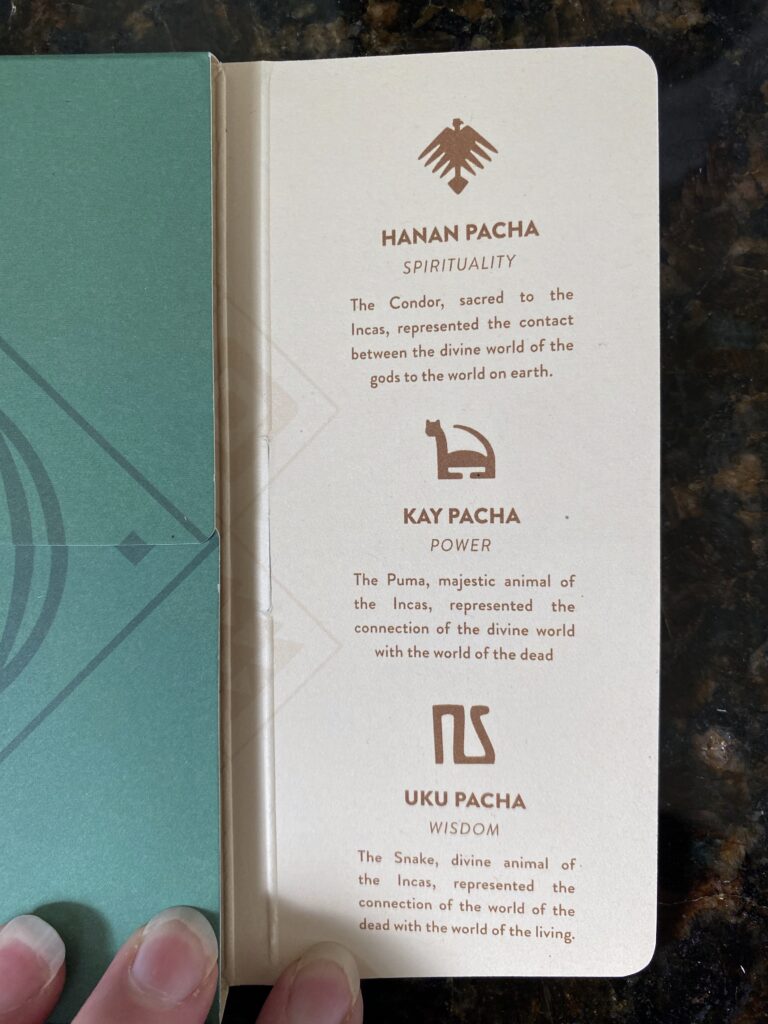 HANAN PACHA
SPIRITUALITY
The Condor, sacred to the
Incas, represented the contact
between the divine world of the
gods to the world on earth.
KAY PACHA
POWER
The Puma, majestic animal of
the Incas, represented the
connection of the divine world
with the world of the dead
UKU PACHA
WISDOM
The Snake, divine animal of
the Incas, represented the
connection of the world of the
dead with the world of the living.